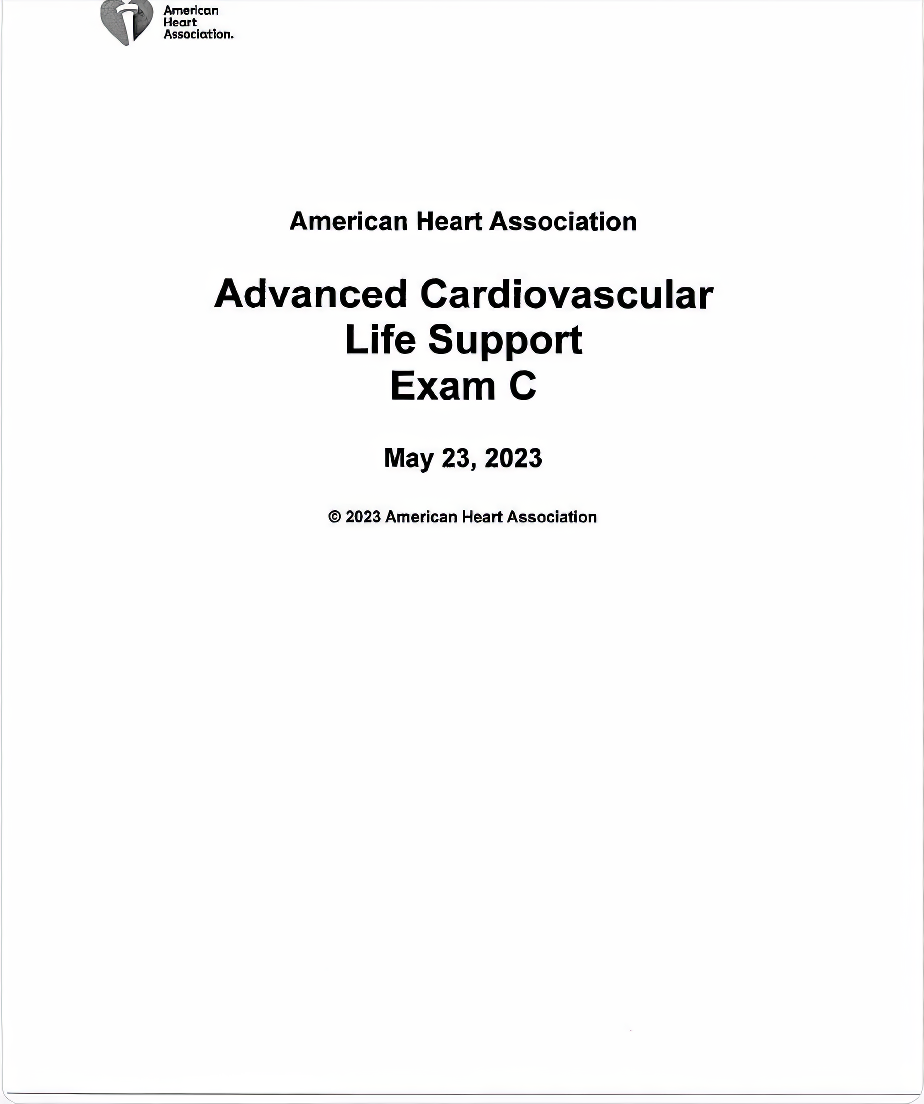 American
Heart
Association.
American Heart Association
Advanced Cardiovascular
Life Support
Exam C
May 23, 2023
© 2023 American Heart Association